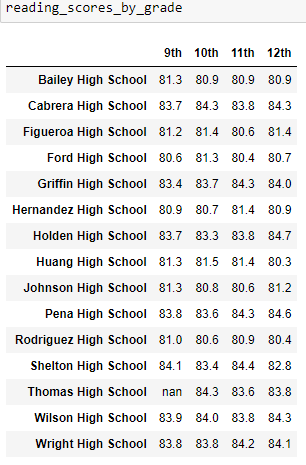 reading_scores_by_grade
9th 10th 11th 12th
Bailey High School 81.3 80.9 80.9 80.9
Cabrera High School 83.7 84.3 83.8 84.3
Figueroa High School 81.2 81.4 80.6 81.4
Ford High School 80.6 81.3 80.4 80.7
Griffin High School 83.4 83.7 84.3 84.0
Hernandez High School 80.9 80.7 81.4 80.9
Holden High School 83.7 83.3 83.8 84.7
Huang High School 81.3 81.5 81.4 80.3
Johnson High School 81.3 80.8 80.6 81.2
Pena High School 83.8 83.6 84.3 84.6
Rodriguez High School 81.0 80.6 80.9 80.4
Shelton High School 84.1 83.4 84.4 82.8
Thomas High School nan 84.3 83.6 83.8
Wilson High School 83.9 84.0 83.8 84.3
Wright High School 83.8 83.8 84.2 84.1